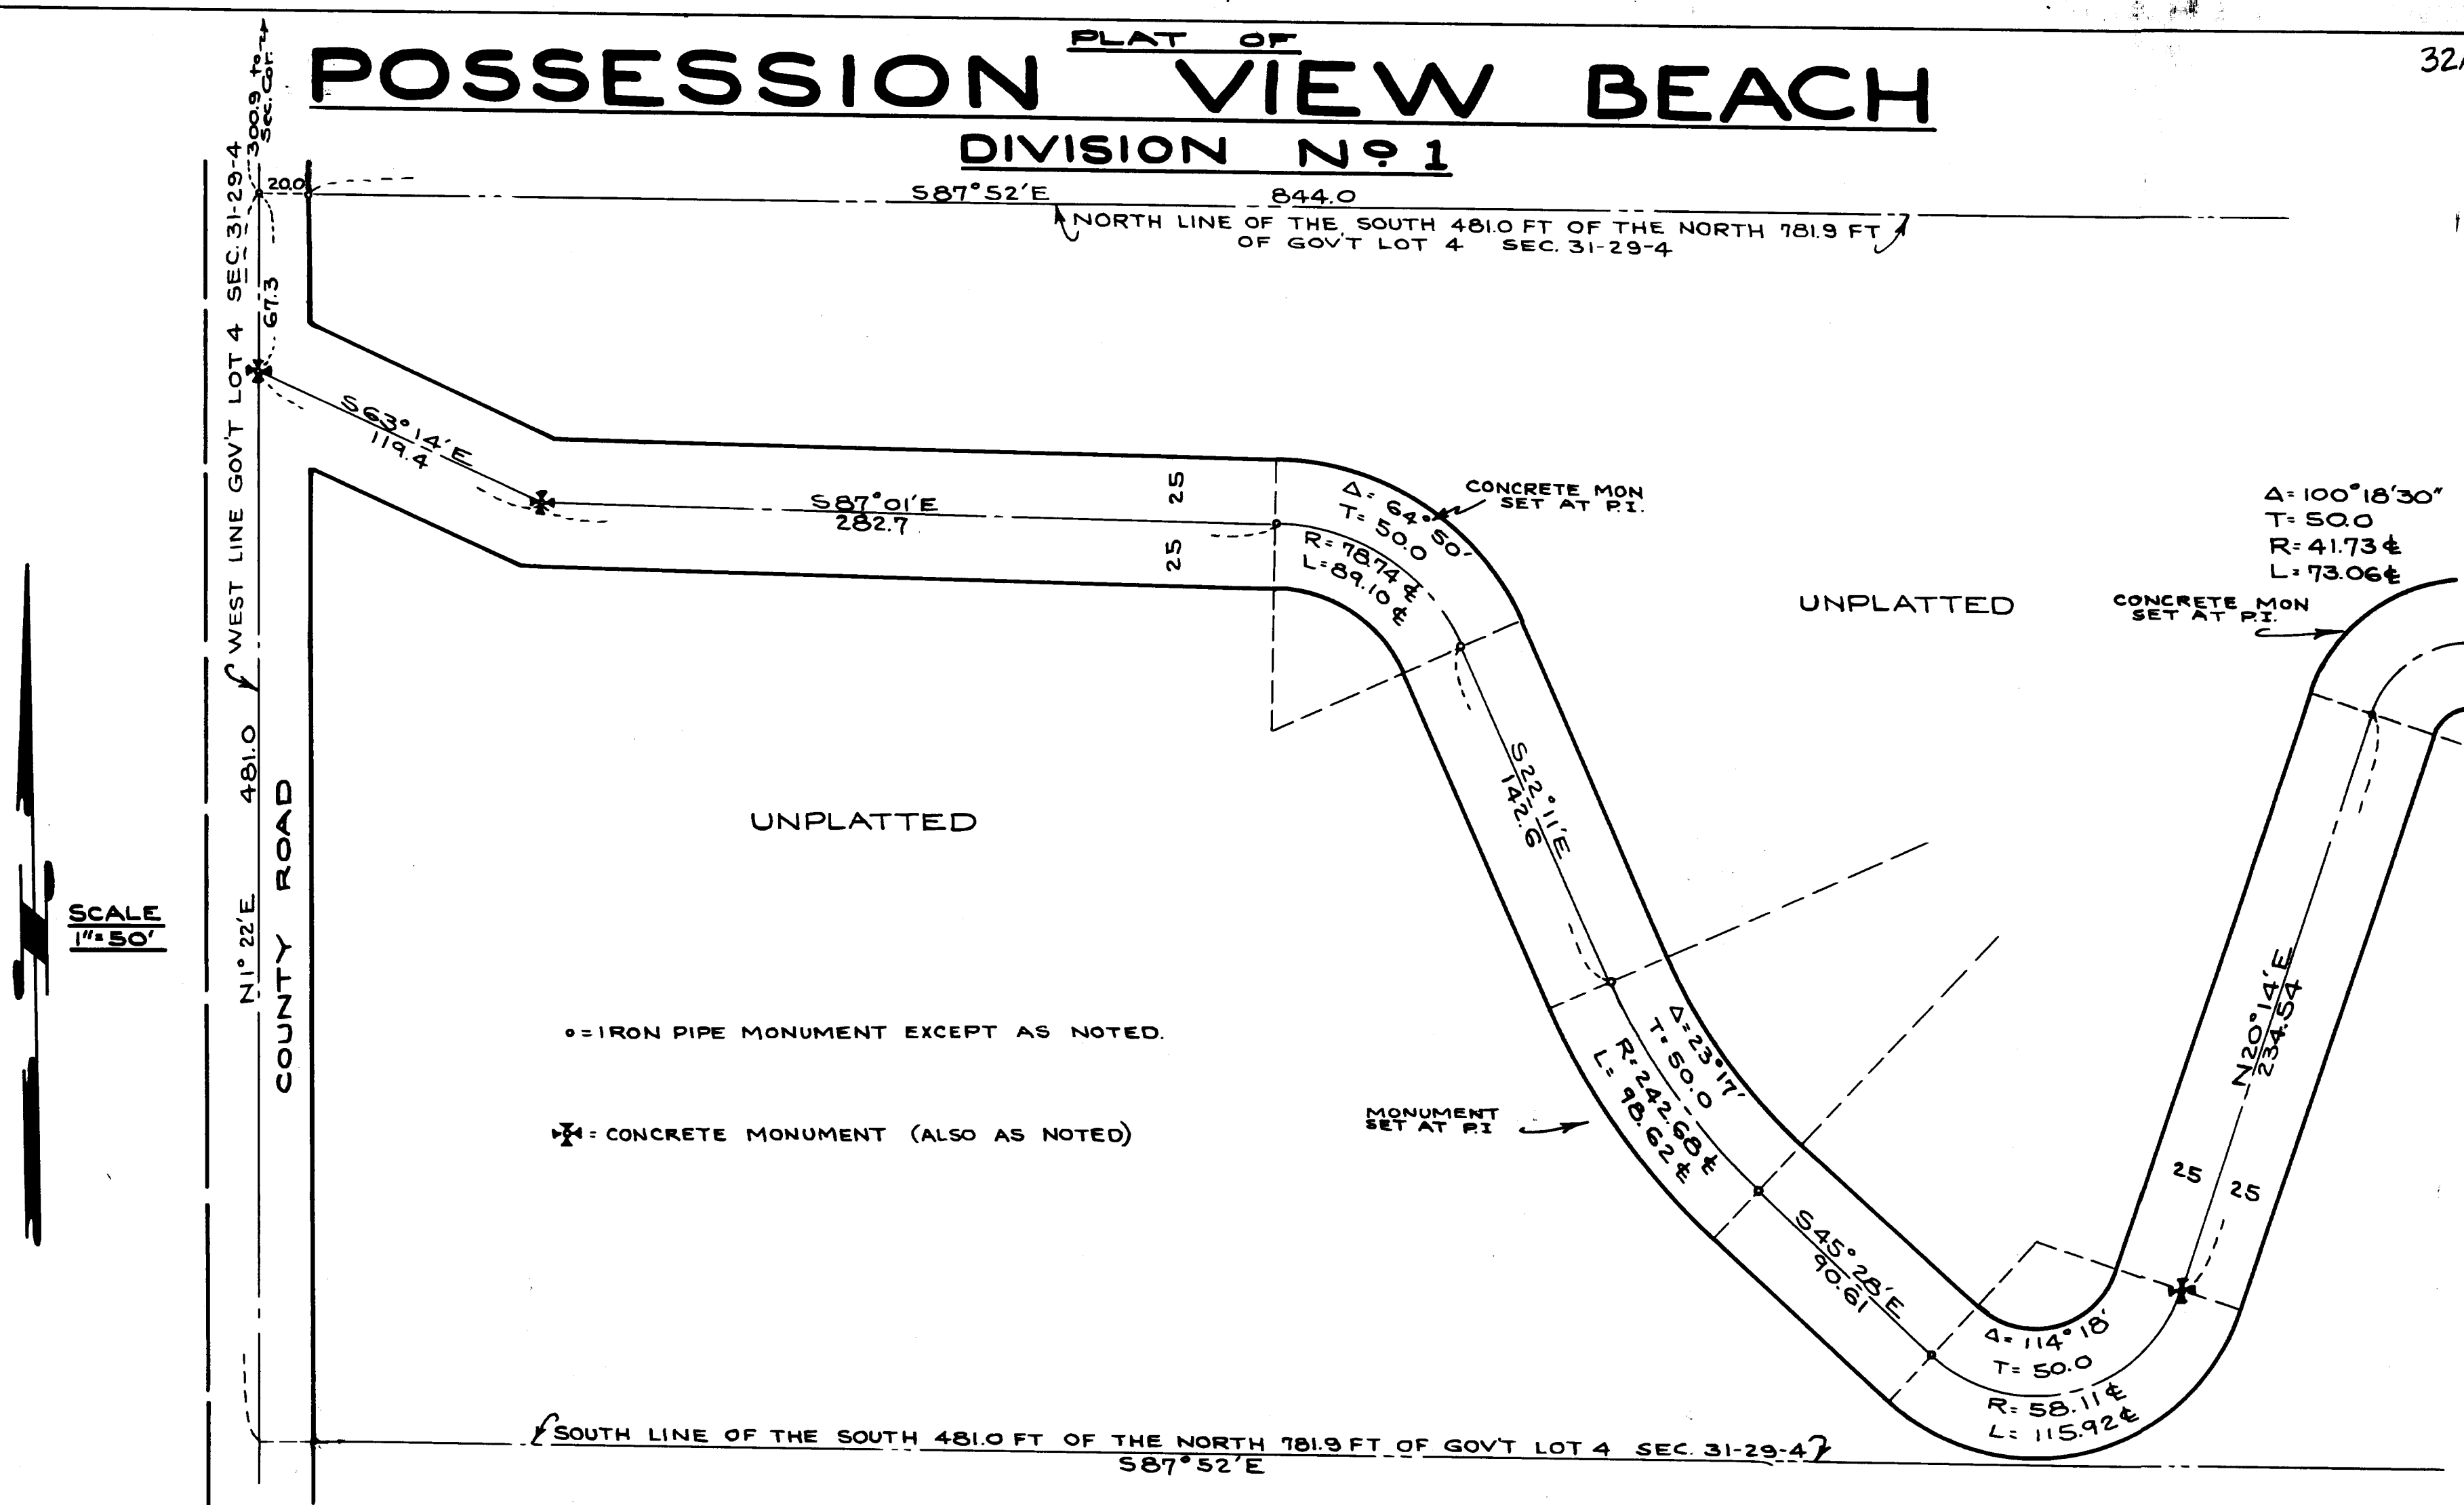 PLAT OF
POSSESSION VIEW BEACH
DIVISION Nº 1
300.9 to
Sec. Cor.
20.0
S87°52'E 844.0
NORTH LINE OF THE SOUTH 481.0 FT OF THE NORTH 781.9 FT
OF GOV'T LOT 4 SEC. 31-29-4
67.3
WEST LINE GOV'T LOT 4 SEC. 31-29-4
N1°22'E 481.0
COUNTY ROAD
SCALE
1"=50'
S63°14'E
119.4
S87°01'E
282.7
25
25
Δ=64°50'
T=50.0
R=78.74 ℄
L=89.10 ℄
CONCRETE MON
SET AT P.I.
UNPLATTED
Δ=100°18'30"
T=50.0
R=41.73 ℄
L=73.06 ℄
CONCRETE MON
SET AT P.I.
S22°11'E
142.6
UNPLATTED
o = IRON PIPE MONUMENT EXCEPT AS NOTED.
= CONCRETE MONUMENT (ALSO AS NOTED)
MONUMENT
SET AT P.I
Δ=23°17'
T=50.0
R=242.68 ℄
L=98.62 ℄
S45°28'E
90.61
N20°14'E
234.54
25
25
Δ=114°18'
T=50.0
R=58.11 ℄
L=115.92 ℄
SOUTH LINE OF THE SOUTH 481.0 FT OF THE NORTH 781.9 FT OF GOV'T LOT 4 SEC. 31-29-4
S87°52'E